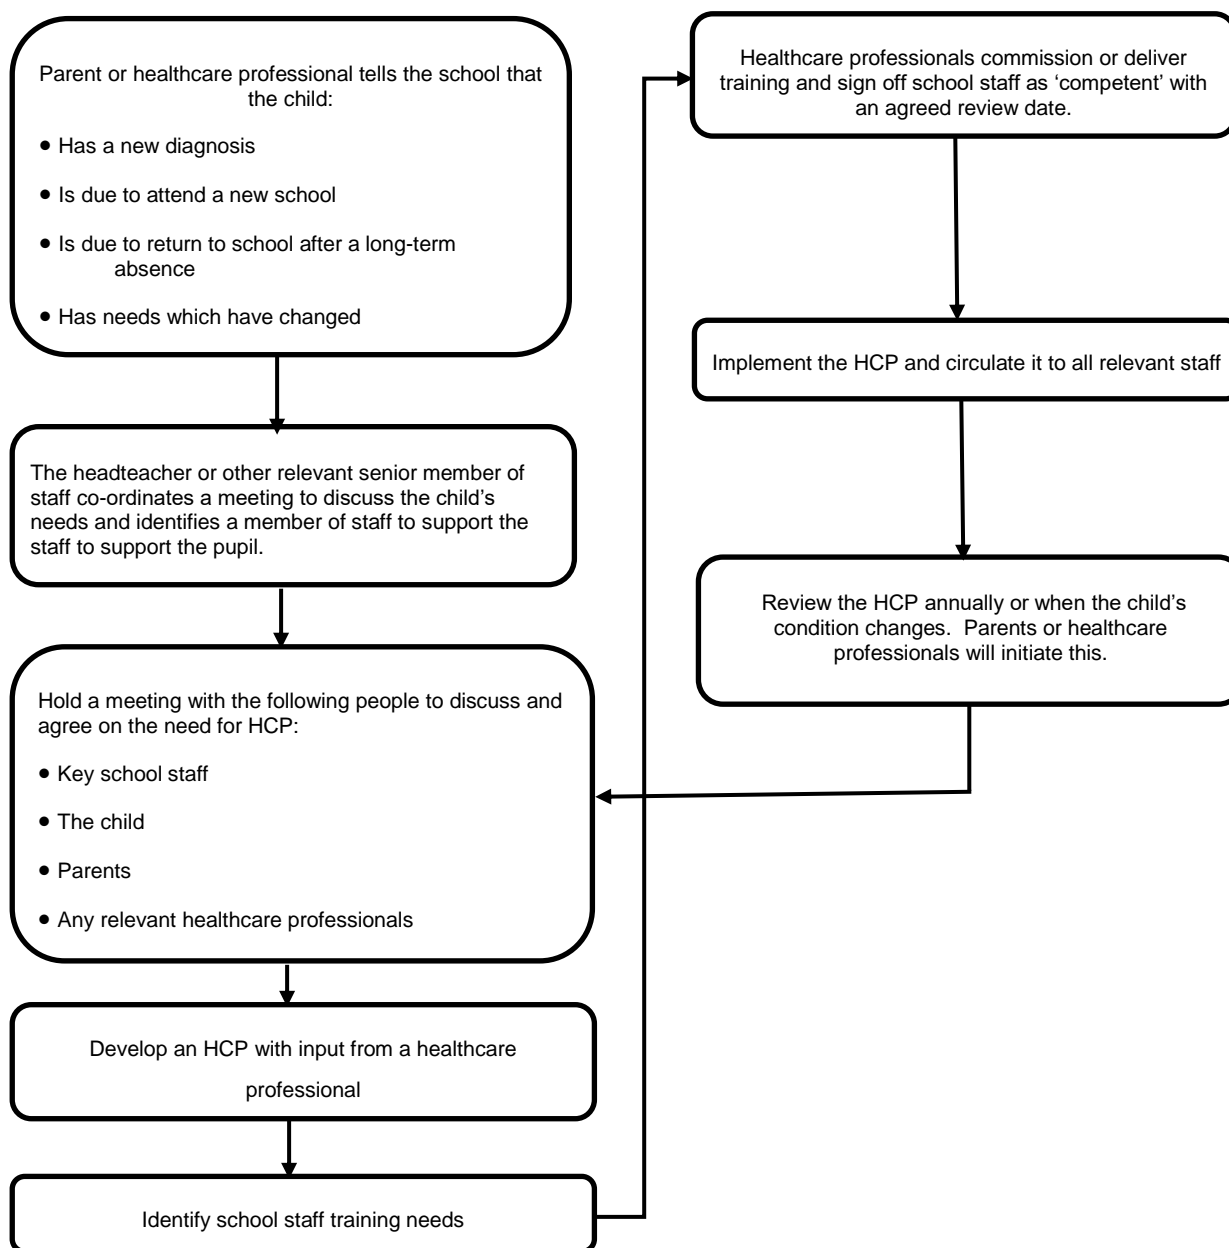 Parent or healthcare professional tells the school that
the child:
• Has a new diagnosis
• Is due to attend a new school
• Is due to return to school after a long-term
absence
• Has needs which have changed
The headteacher or other relevant senior member of
staff co-ordinates a meeting to discuss the child's
needs and identifies a member of staff to support the
staff to support the pupil.
Hold a meeting with the following people to discuss and
agree on the need for HCP:
• Key school staff
• The child
• Parents
• Any relevant healthcare professionals
Develop an HCP with input from a healthcare
professional
Identify school staff training needs
Healthcare professionals commission or deliver
training and sign off school staff as ‘competent’ with
an agreed review date.
Implement the HCP and circulate it to all relevant staff
Review the HCP annually or when the child's
condition changes.  Parents or healthcare
professionals will initiate this.